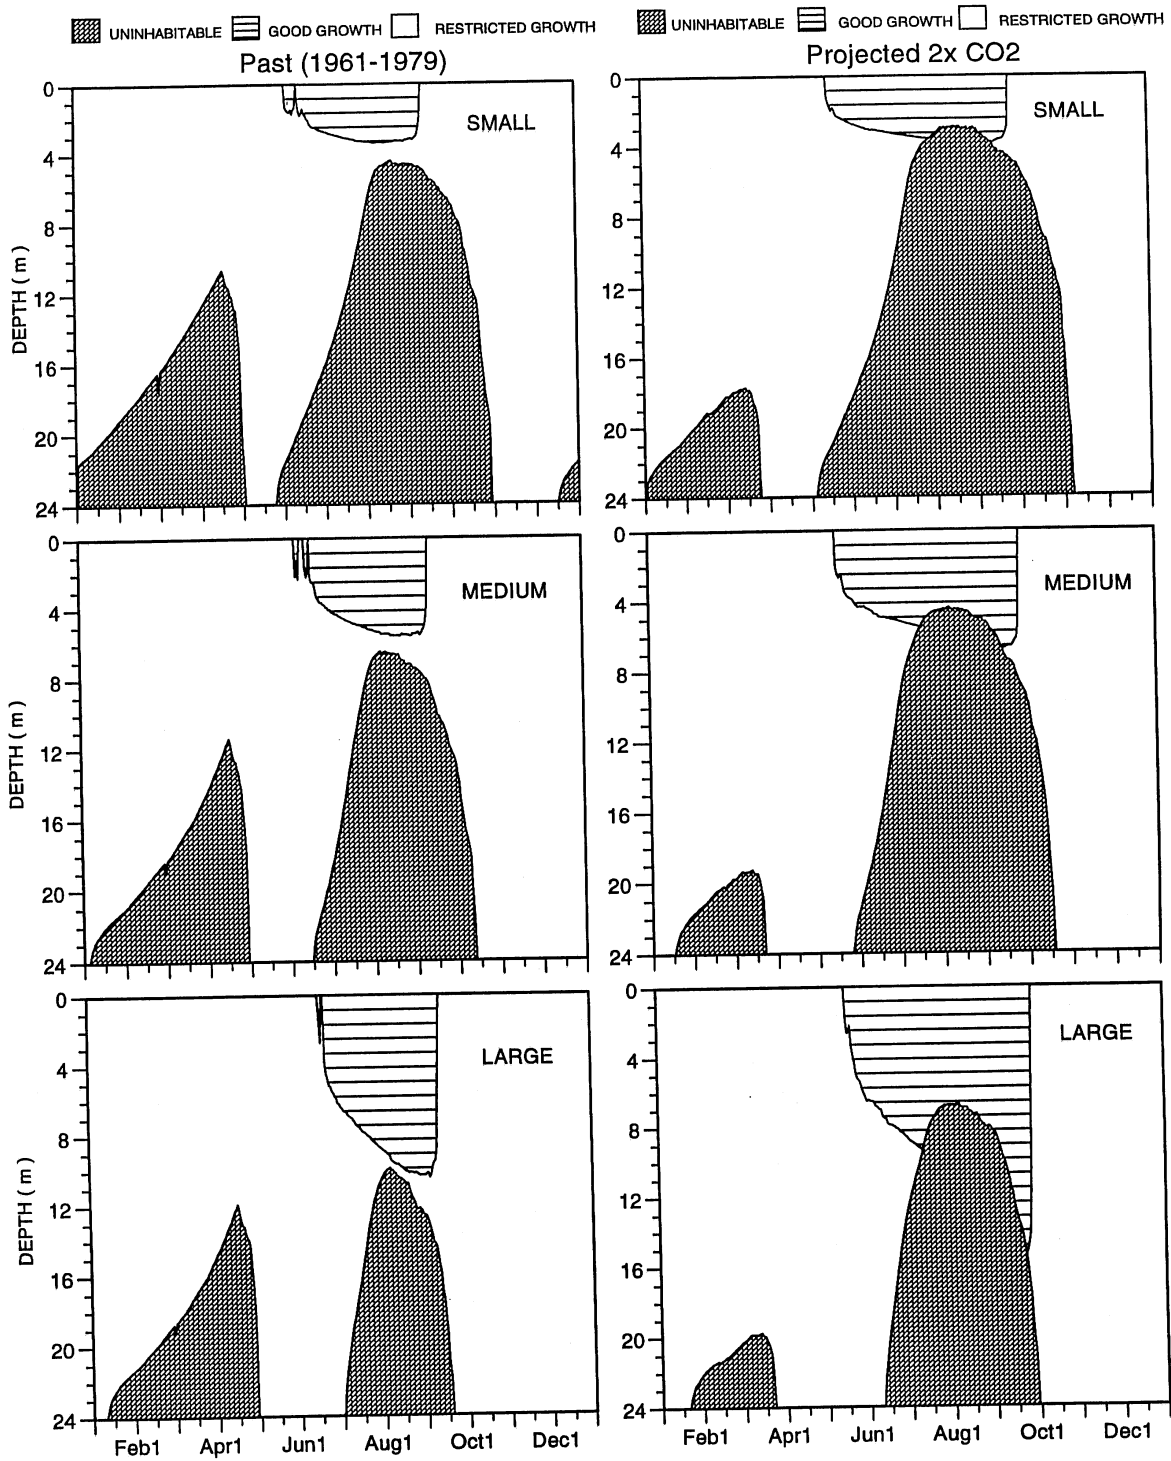 UNINHABITABLE GOOD GROWTH RESTRICTED GROWTH UNINHABITABLE GOOD GROWTH RESTRICTED GROWTH
Past (1961-1979) Projected 2x CO2
0 SMALL 0 SMALL
4 4
8 8
12 12
16 16
20 20
24 24
DEPTH ( m )
0 MEDIUM 0 MEDIUM
4 4
8 8
12 12
16 16
20 20
24 24
DEPTH ( m )
0 LARGE 0 LARGE
4 4
8 8
12 12
16 16
20 20
24 24
DEPTH ( m )
Feb1 Apr1 Jun1 Aug1 Oct1 Dec1 Feb1 Apr1 Jun1 Aug1 Oct1 Dec1